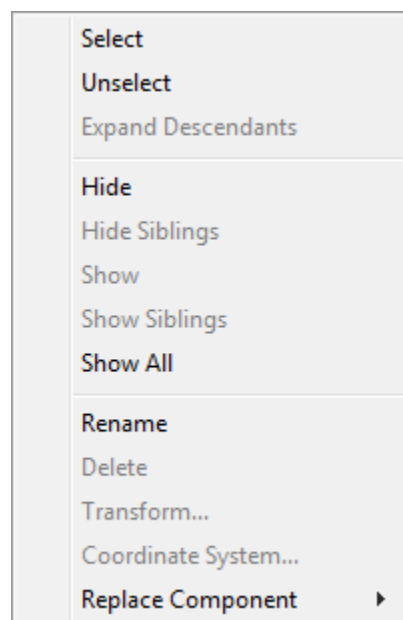 Select
Unselect
Expand Descendants
Hide
Hide Siblings
Show
Show Siblings
Show All
Rename
Delete
Transform...
Coordinate System...
Replace Component